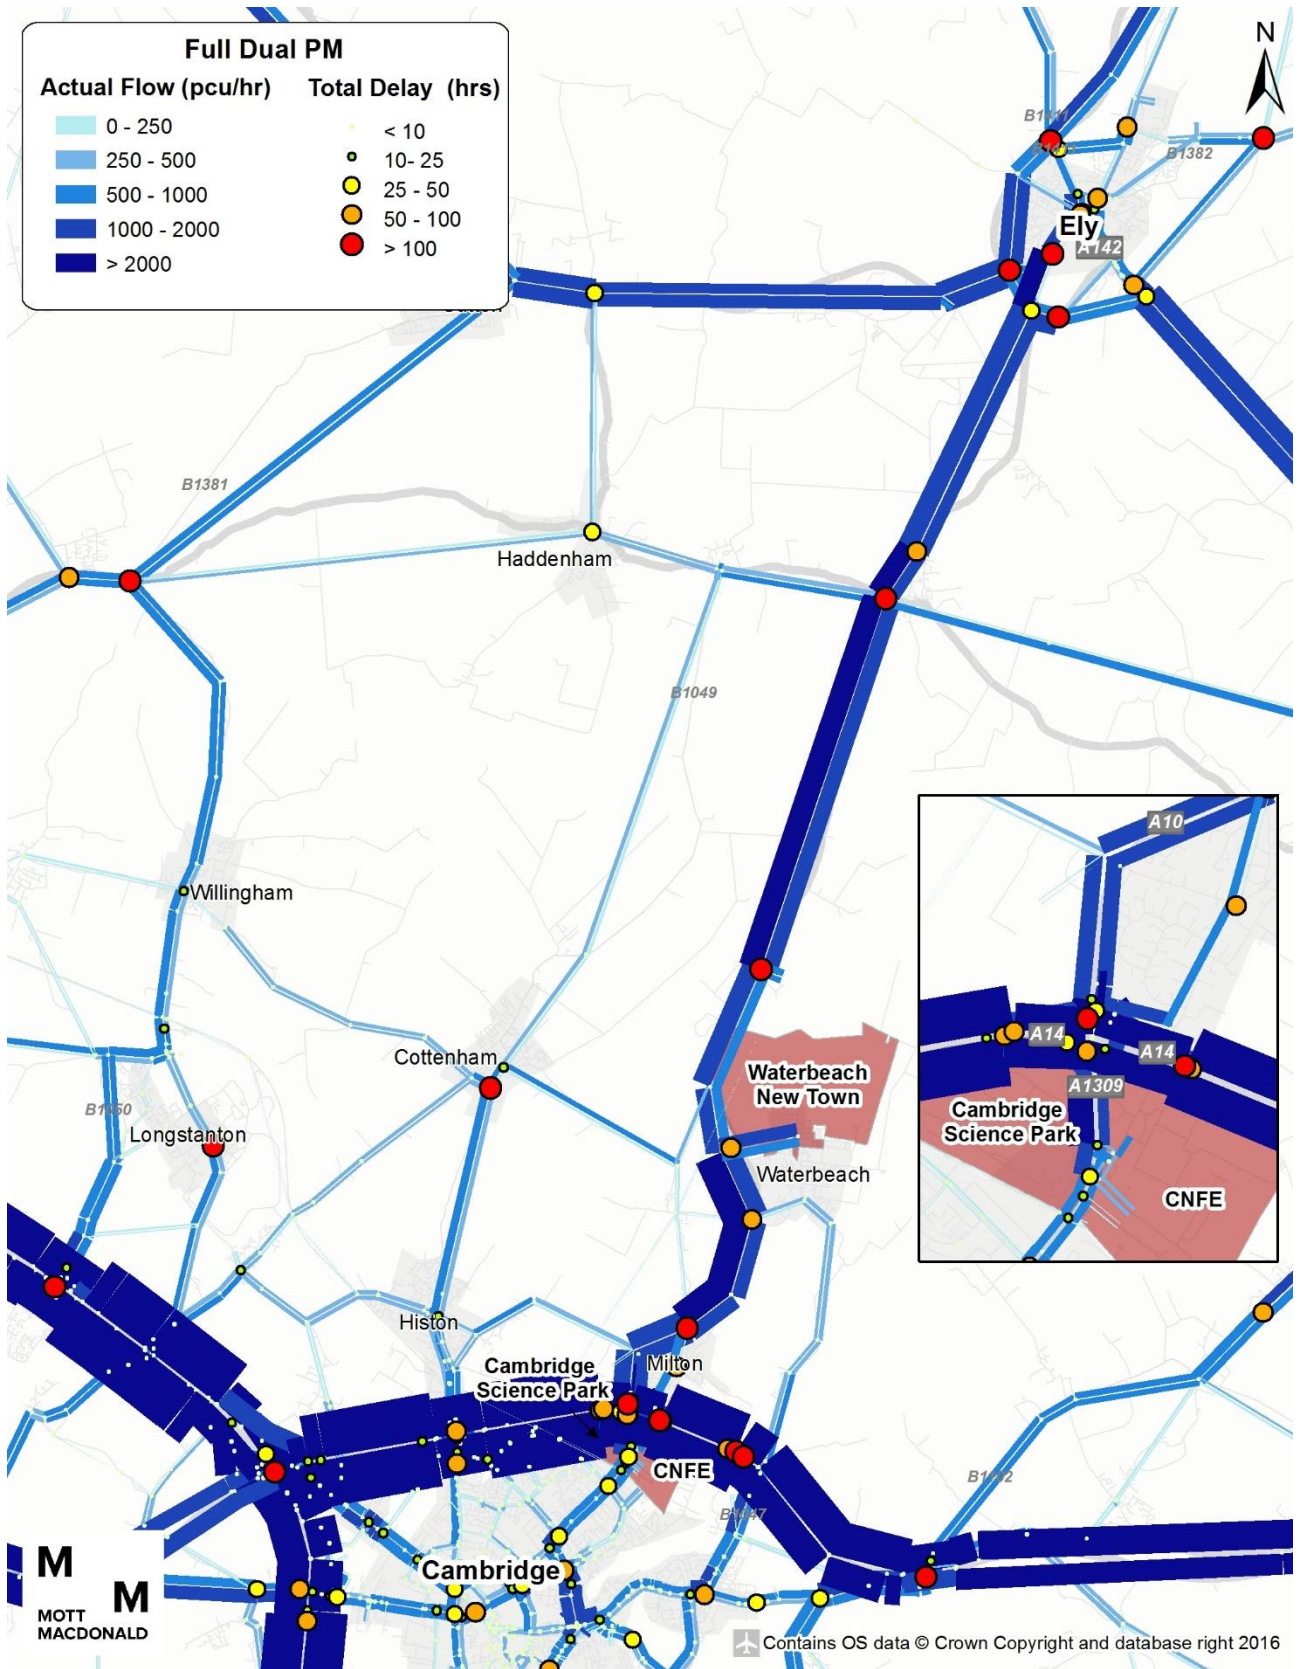 Full Dual PM
Actual Flow (pcu/hr)
Total Delay (hrs)
0 - 250
250 - 500
500 - 1000
1000 - 2000
> 2000
< 10
10- 25
25 - 50
50 - 100
> 100
N
B1411
B1382
Ely
A142
B1381
Haddenham
B1049
Willingham
A10
Cottenham
Waterbeach
New Town
A14
A14
A1309
Cambridge
Science Park
CNFE
Longstanton
Waterbeach
Histon
Milton
Cambridge
Science Park
CNFE
Cambridge
M
M
MOTT
MACDONALD
Contains OS data © Crown Copyright and database right 2016